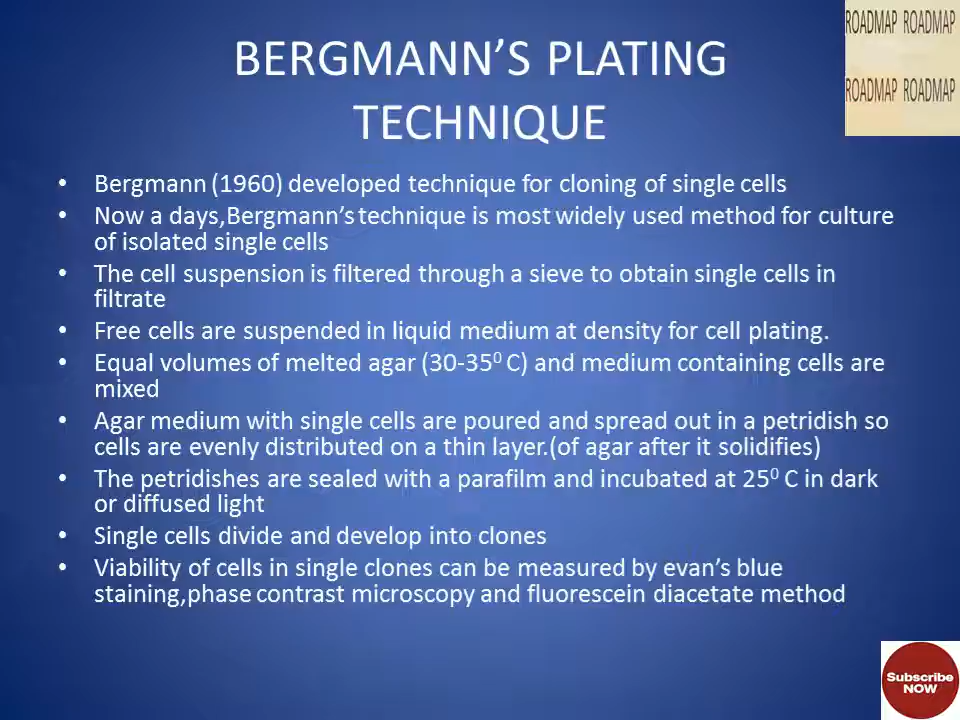 ROADMAP ROADMAP
ROADMAP ROADMAP
BERGMANN’S PLATING
TECHNIQUE
• Bergmann (1960) developed technique for cloning of single cells
• Now a days,Bergmann’s technique is most widely used method for culture
of isolated single cells
• The cell suspension is filtered through a sieve to obtain single cells in
filtrate
• Free cells are suspended in liquid medium at density for cell plating.
• Equal volumes of melted agar (30-35⁰ C) and medium containing cells are
mixed
• Agar medium with single cells are poured and spread out in a petridish so
cells are evenly distributed on a thin layer.(of agar after it solidifies)
• The petridishes are sealed with a parafilm and incubated at 25⁰ C in dark
or diffused light
• Single cells divide and develop into clones
• Viability of cells in single clones can be measured by evan’s blue
staining,phase contrast microscopy and fluorescein diacetate method
Subscribe
NOW